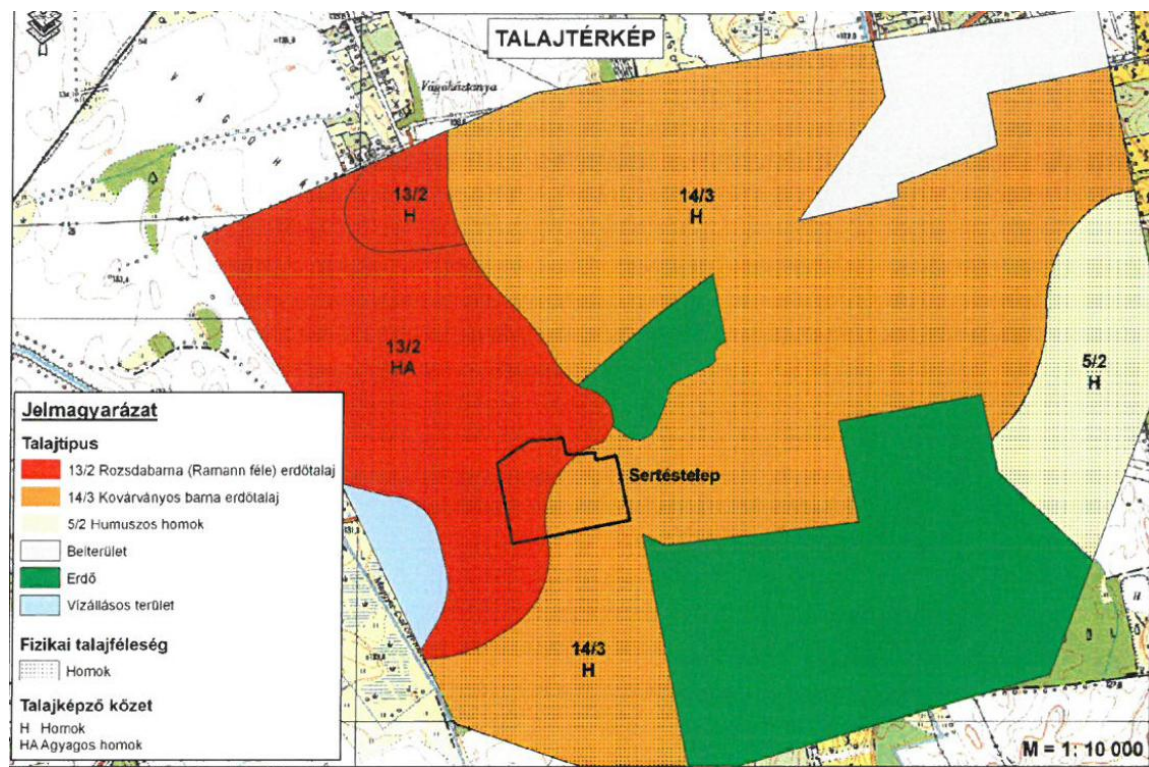 TALAJTÉRKÉP
Vágóháztanya
13/2
H
14/3
H
13/2
HA
5/2
H
Sertéstelep
14/3
H
Jelmagyarázat
Talajtípus
13/2 Rozsdabarna (Ramann féle) erdőtalaj
14/3 Kovárványos barna erdőtalaj
5/2 Humuszos homok
Belterület
Erdő
Vízállásos terület
Fizikai talajféleség
Homok
Talajképző kőzet
H Homok
HA Agyagos homok
M = 1: 10 000